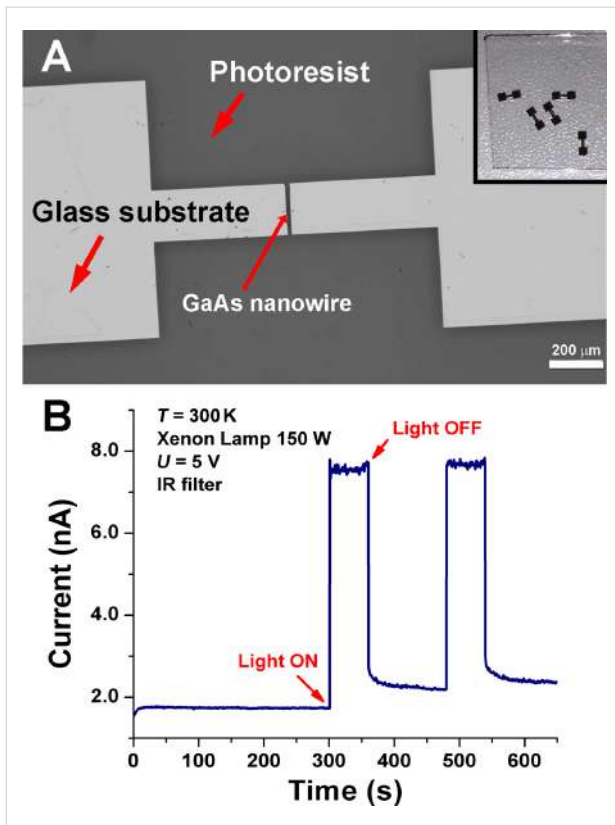 A
Photoresist
Glass substrate
GaAs nanowire
200 μm
B
T = 300 K
Xenon Lamp 150 W
U = 5 V
IR filter
Light OFF
Light ON
8.0
6.0
4.0
2.0
Current (nA)
0 100 200 300 400 500 600
Time (s)